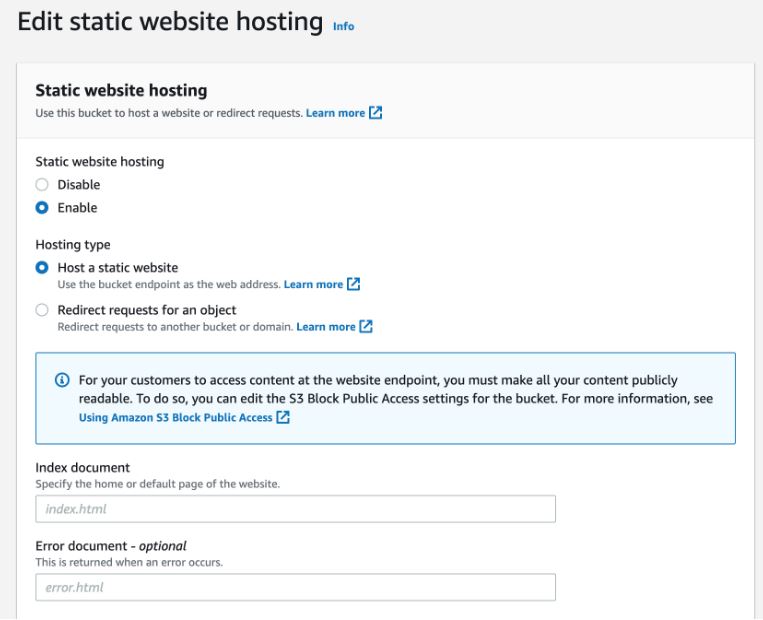 Edit static website hosting Info
Static website hosting
Use this bucket to host a website or redirect requests. Learn more
Static website hosting
Disable
Enable
Hosting type
Host a static website
Use the bucket endpoint as the web address. Learn more
Redirect requests for an object
Redirect requests to another bucket or domain. Learn more
For your customers to access content at the website endpoint, you must make all your content publicly
readable. To do so, you can edit the S3 Block Public Access settings for the bucket. For more information, see
Using Amazon S3 Block Public Access
Index document
Specify the home or default page of the website.
index.html
Error document - optional
This is returned when an error occurs.
error.html